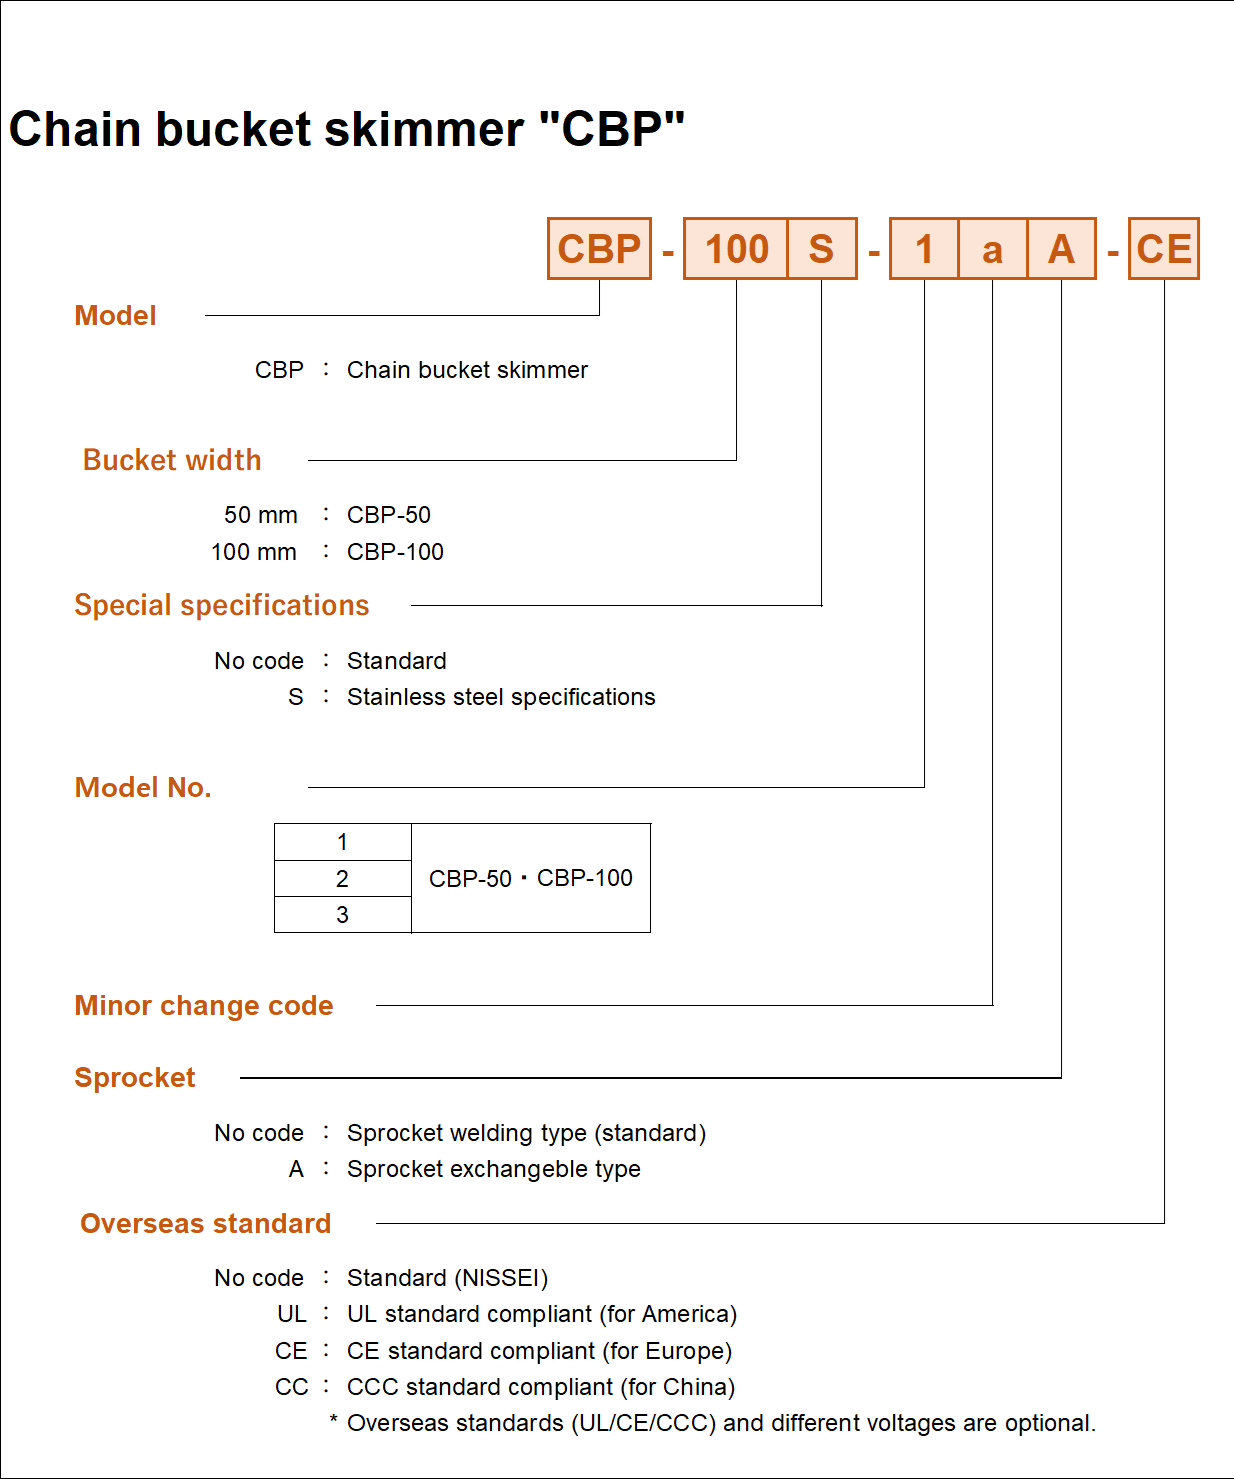 Chain bucket skimmer "CBP"
CBP - 100 S - 1 a A - CE
Model
CBP : Chain bucket skimmer
Bucket width
50 mm : CBP-50
100 mm : CBP-100
Special specifications
No code : Standard
S : Stainless steel specifications
Model No.
1
2 CBP-50・CBP-100
3
Minor change code
Sprocket
No code : Sprocket welding type (standard)
A : Sprocket exchangeble type
Overseas standard
No code : Standard (NISSEI)
UL : UL standard compliant (for America)
CE : CE standard compliant (for Europe)
CC : CCC standard compliant (for China)
* Overseas standards (UL/CE/CCC) and different voltages are optional.